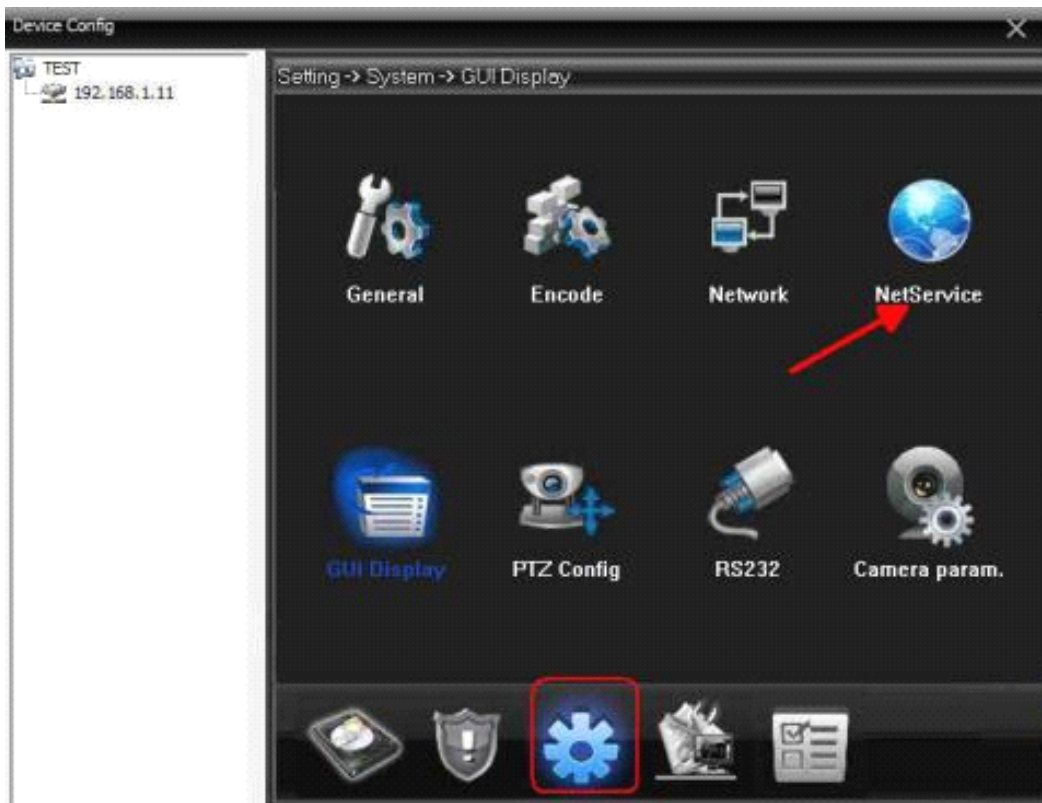 Device Config
TEST
192.168.1.11
Setting -> System -> GUI Display
General Encode Network NetService
GUI Display PTZ Config RS232 Camera param.